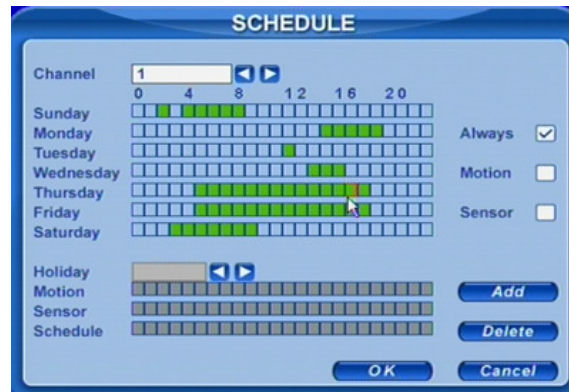 SCHEDULE
Channel 1
0 4 8 12 16 20
Sunday
Monday
Tuesday
Wednesday
Thursday
Friday
Saturday
Always
Motion
Sensor
Holiday
Motion
Sensor
Schedule
Add
Delete
OK
Cancel